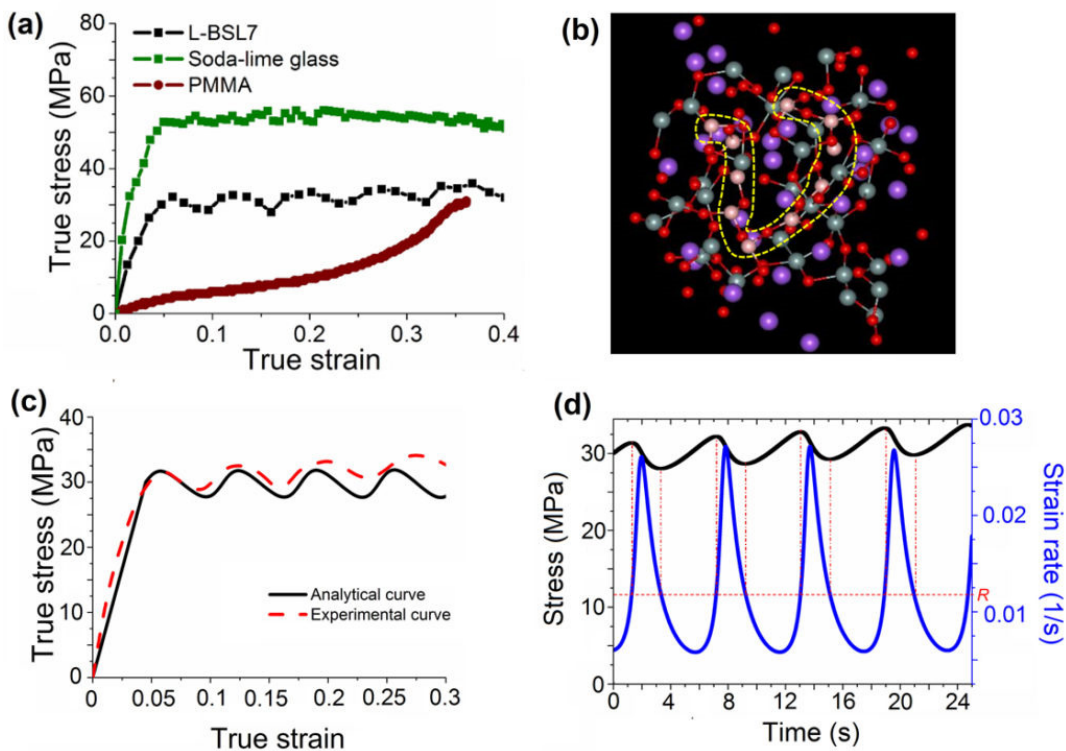 (a)
True stress (MPa)
80
60
40
20
0
L-BSL7
Soda-lime glass
PMMA
0.0 0.1 0.2 0.3 0.4
True strain
(b)
(c)
True stress (MPa)
40
30
20
10
0
Analytical curve
Experimental curve
0 0.05 0.1 0.15 0.2 0.25 0.3
True strain
(d)
Stress (MPa)
30
25
20
15
10
5
0
0.03
0.02
0.01
R
Strain rate (1/s)
0 4 8 12 16 20 24
Time (s)